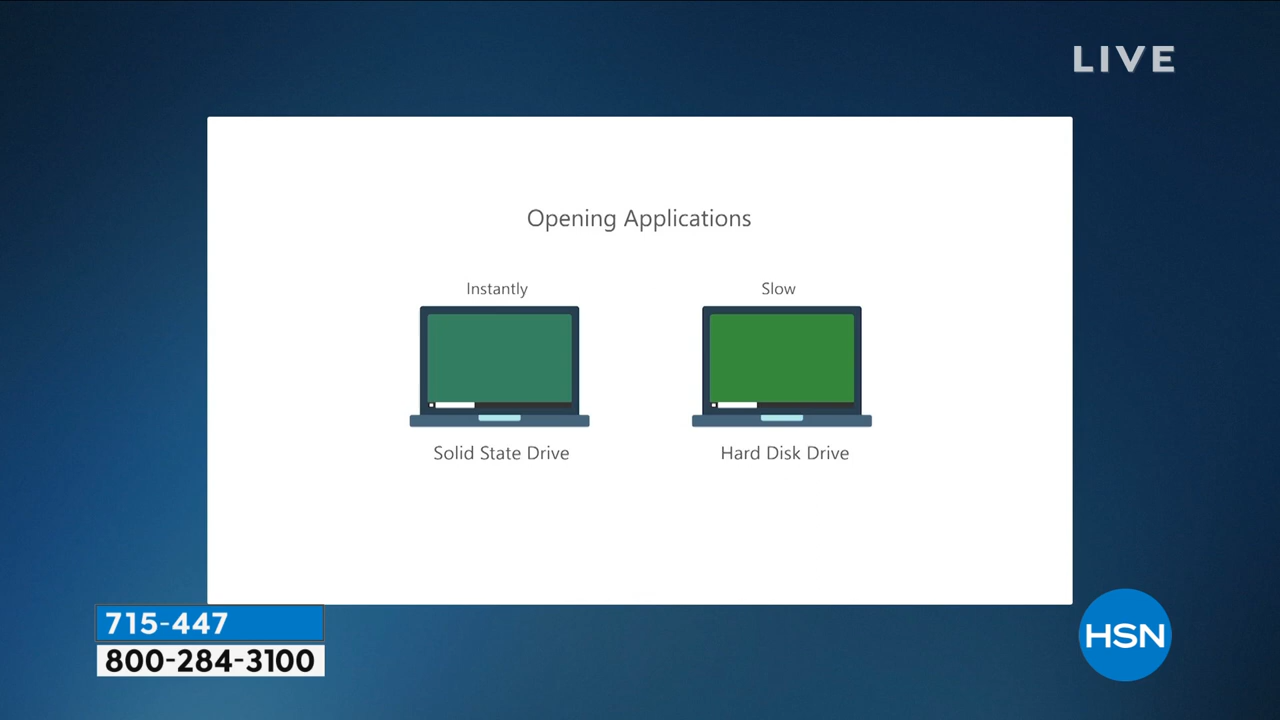 LIVE
Opening Applications
Instantly
Slow
Solid State Drive
Hard Disk Drive
715-447
800-284-3100
HSN